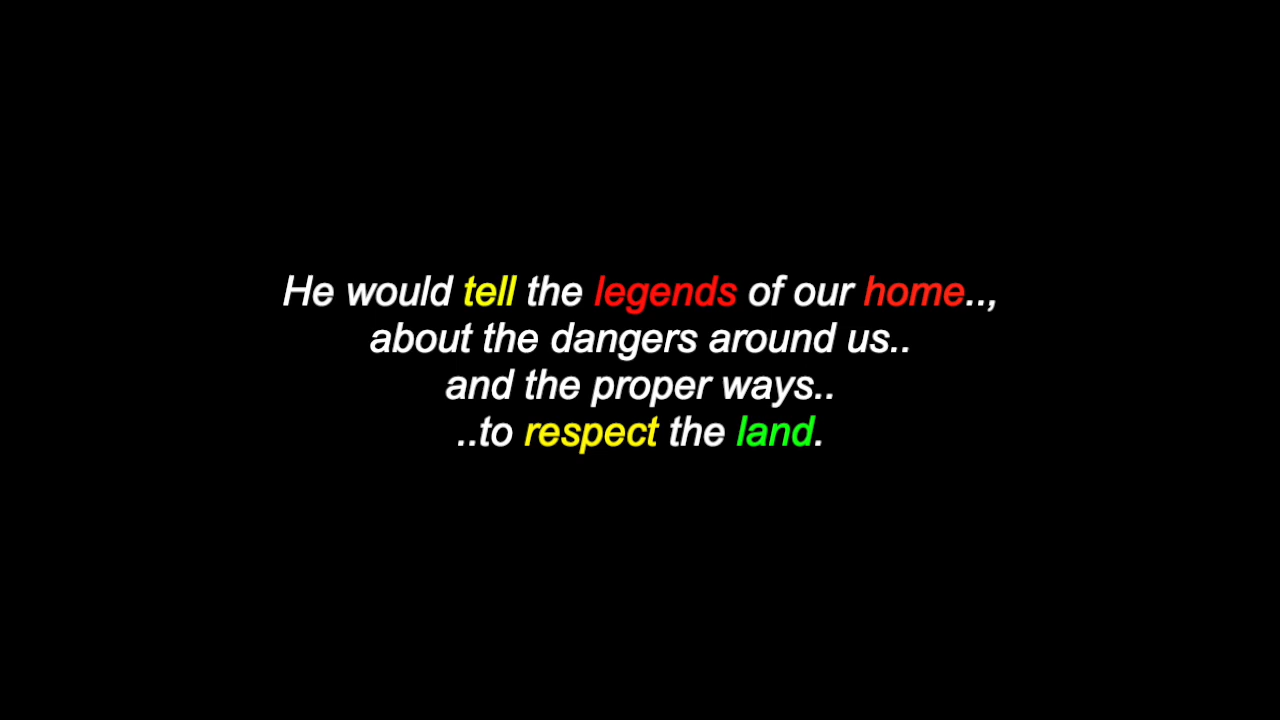 He would tell the legends of our home..,
about the dangers around us..
and the proper ways..
..to respect the land.